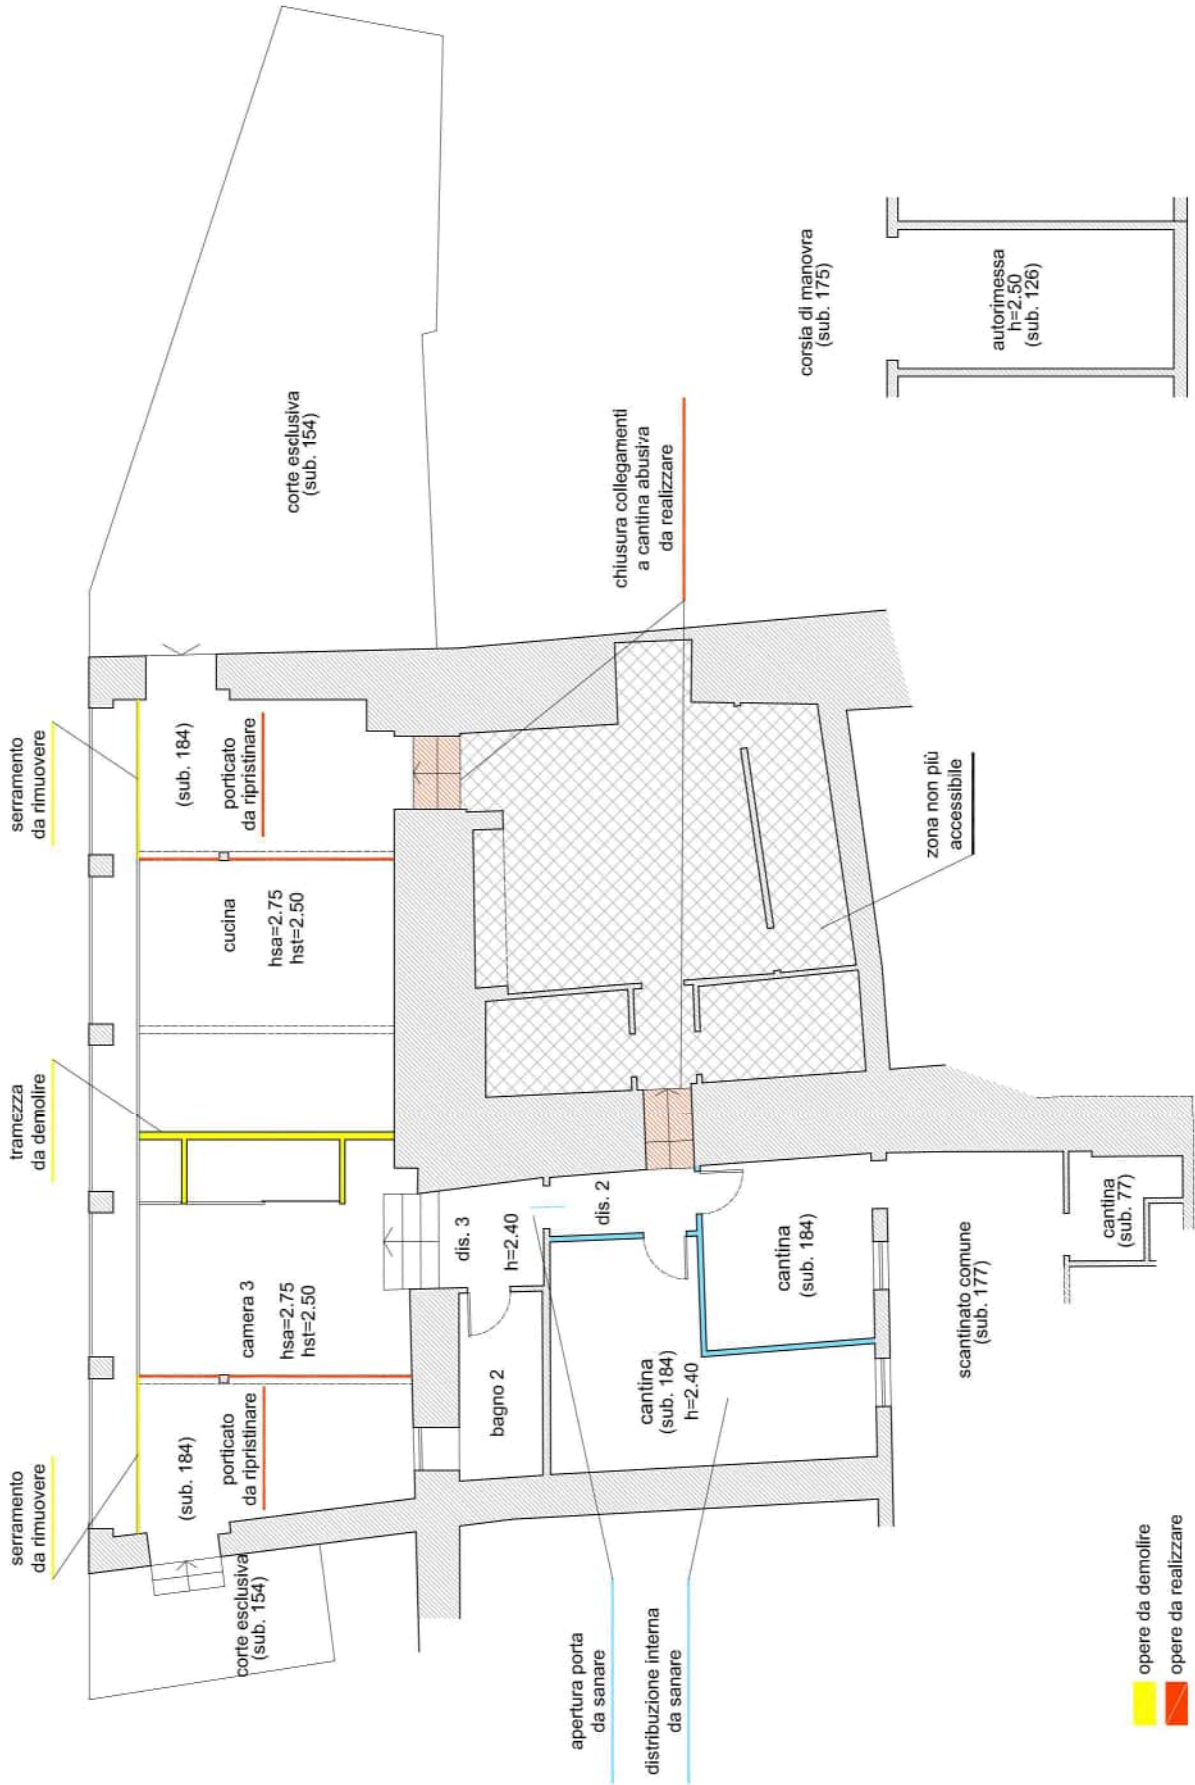 serramento
da rimuovere
tramezza
da demolire
serramento
da rimuovere
(sub. 184)
porticato
da ripristinare
camera 3
hsa=2.75
hst=2.50
cucina
hsa=2.75
hst=2.50
(sub. 184)
porticato
da ripristinare
corte esclusiva
(sub. 154)
corte esclusiva
(sub. 154)
bagno 2
dis. 3
h=2.40
dis. 2
cantina
(sub. 184)
h=2.40
cantina
(sub. 184)
apertura porta
da sanare
distribuzione interna
da sanare
chiusura collegamenti
a cantina abusiva
da realizzare
zona non più
accessibile
scantinato comune
(sub. 177)
cantina
(sub. 77)
corsia di manovra
(sub. 175)
autorimessa
h=2.50
(sub. 126)
opere da demolire
opere da realizzare